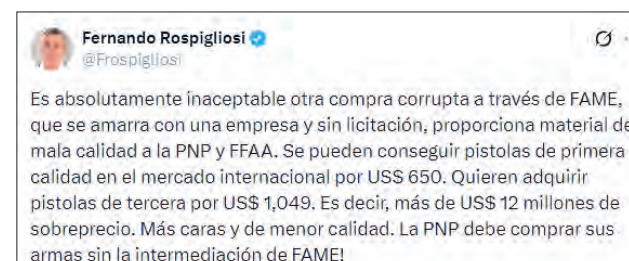 Fernando Rospigliosi
@Frospigliosi
Es absolutamente inaceptable otra compra corrupta a través de FAME,
que se amarra con una empresa y sin licitación, proporciona material de
mala calidad a la PNP y FFAA. Se pueden conseguir pistolas de primera
calidad en el mercado internacional por US$ 650. Quieren adquirir
pistolas de tercera por US$ 1,049. Es decir, más de US$ 12 millones de
sobreprecio. Más caras y de menor calidad. La PNP debe comprar sus
armas sin la intermediación de FAME!